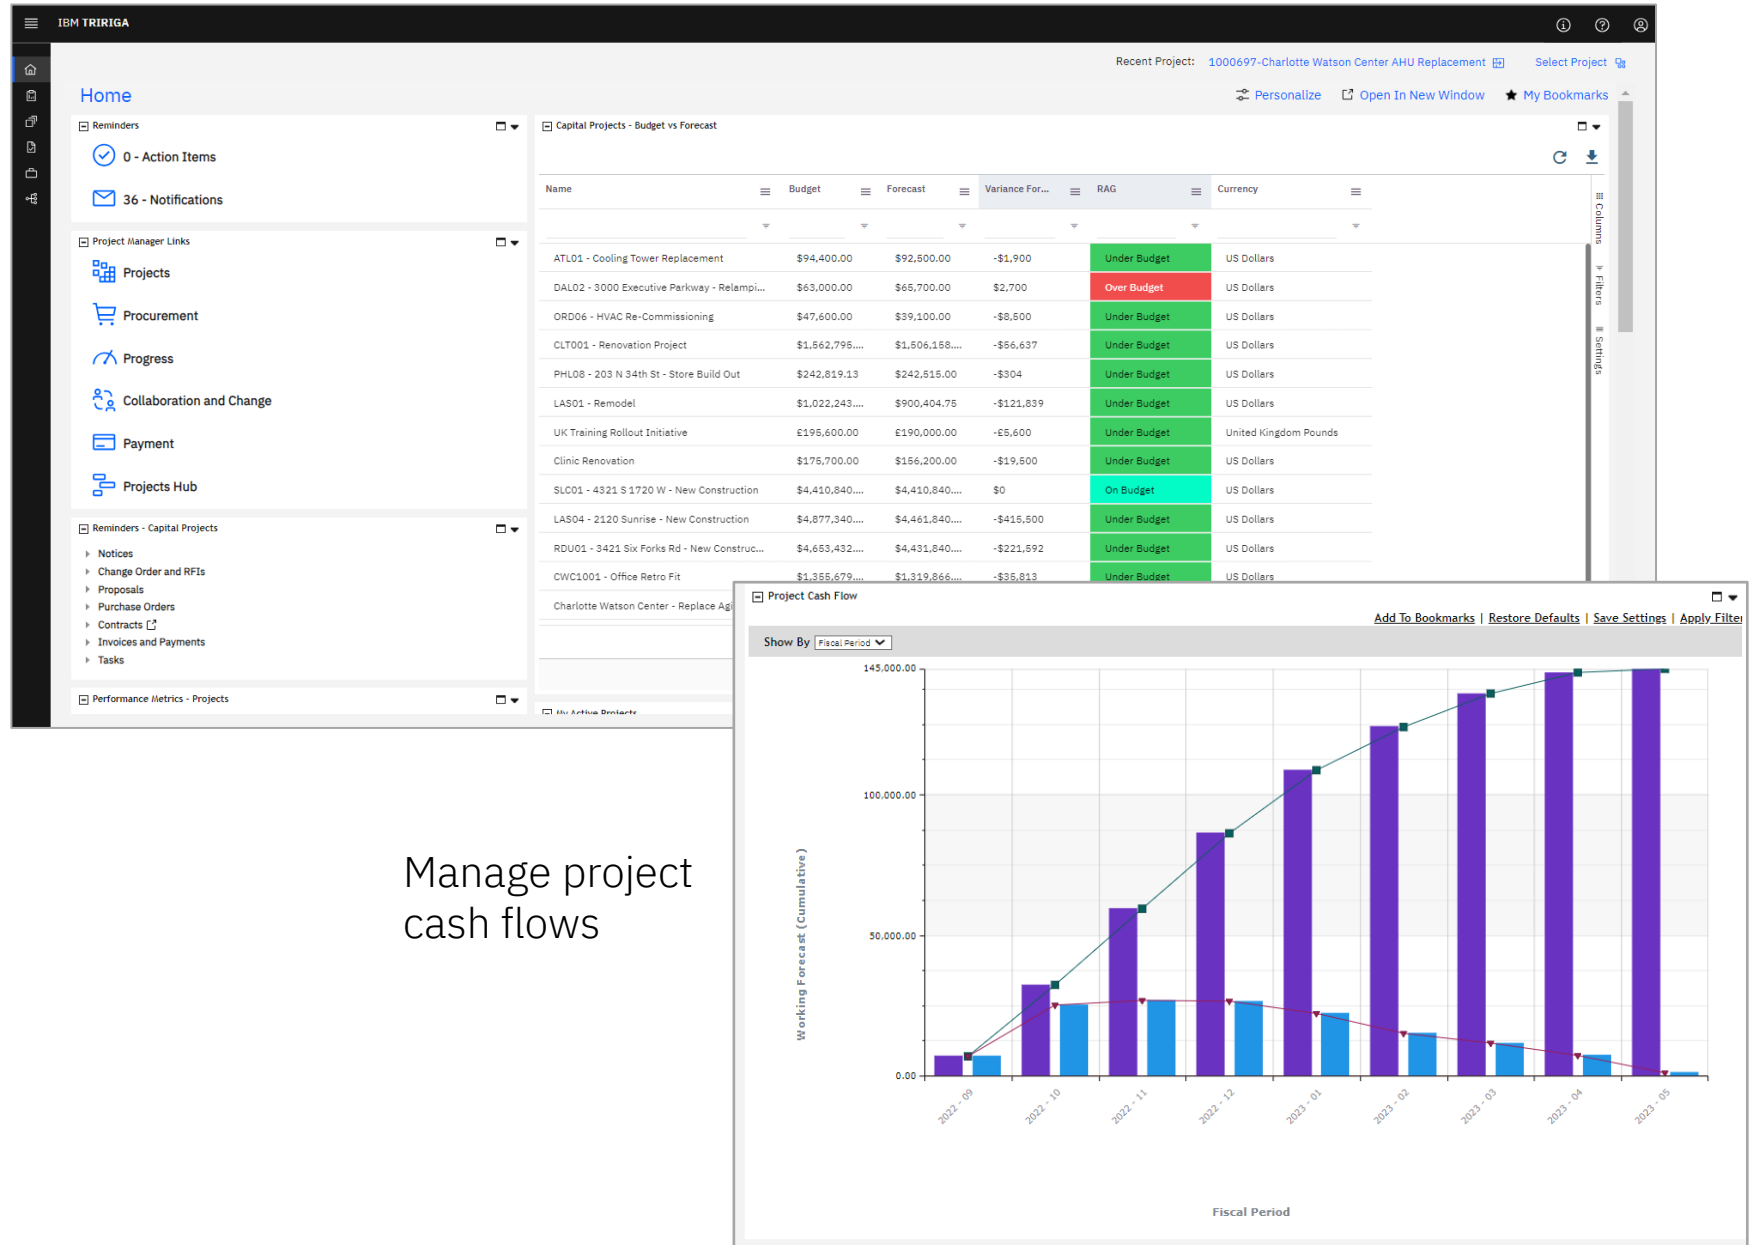 IBM TRIRIGA
Recent Project: 1000697-Charlotte Watson Center AHU Replacement Select Project
Home
Personalize Open In New Window My Bookmarks
Reminders
0 - Action Items
36 - Notifications
Project Manager Links
Projects
Procurement
Progress
Collaboration and Change
Payment
Projects Hub
Reminders - Capital Projects
Notices
Change Order and RFIs
Proposals
Purchase Orders
Contracts
Invoices and Payments
Tasks
Performance Metrics - Projects
Capital Projects - Budget vs Forecast
Name Budget Forecast Variance For... RAG Currency
ATL01 - Cooling Tower Replacement $94,400.00 $92,500.00 -$1,900 Under Budget US Dollars
DAL02 - 3000 Executive Parkway - Relampi... $63,000.00 $65,700.00 $2,700 Over Budget US Dollars
ORD06 - HVAC Re-Commissioning $47,600.00 $39,100.00 -$8,500 Under Budget US Dollars
CLT001 - Renovation Project $1,562,795.... $1,506,158.... -$56,637 Under Budget US Dollars
PHL08 - 203 N 34th St - Store Build Out $242,819.13 $242,515.00 -$304 Under Budget US Dollars
LAS01 - Remodel $1,022,243.... $900,404.75 -$121,839 Under Budget US Dollars
UK Training Rollout Initiative £195,600.00 £190,000.00 -£5,600 Under Budget United Kingdom Pounds
Clinic Renovation $175,700.00 $156,200.00 -$19,500 Under Budget US Dollars
SLC01 - 4321 S 1720 W - New Construction $4,410,840.... $4,410,840.... $0 On Budget US Dollars
LAS04 - 2120 Sunrise - New Construction $4,877,340.... $4,461,840.... -$415,500 Under Budget US Dollars
RDU01 - 3421 Six Forks Rd - New Construc... $4,653,432.... $4,431,840.... -$221,592 Under Budget US Dollars
CWC1001 - Office Retro Fit $1,355,679.... $1,319,866.... -$35,813 Under Budget US Dollars
Charlotte Watson Center - Replace Agi
My Active Projects
Columns
Filters
Settings
Project Cash Flow
Add To Bookmarks | Restore Defaults | Save Settings | Apply Filter
Show By Fiscal Period
145,000.00
100,000.00
50,000.00
0.00
Working Forecast (Cumulative)
2022 - 09 2022 - 10 2022 - 11 2022 - 12 2023 - 01 2023 - 02 2023 - 03 2023 - 04 2023 - 05
Fiscal Period
Manage project
cash flows